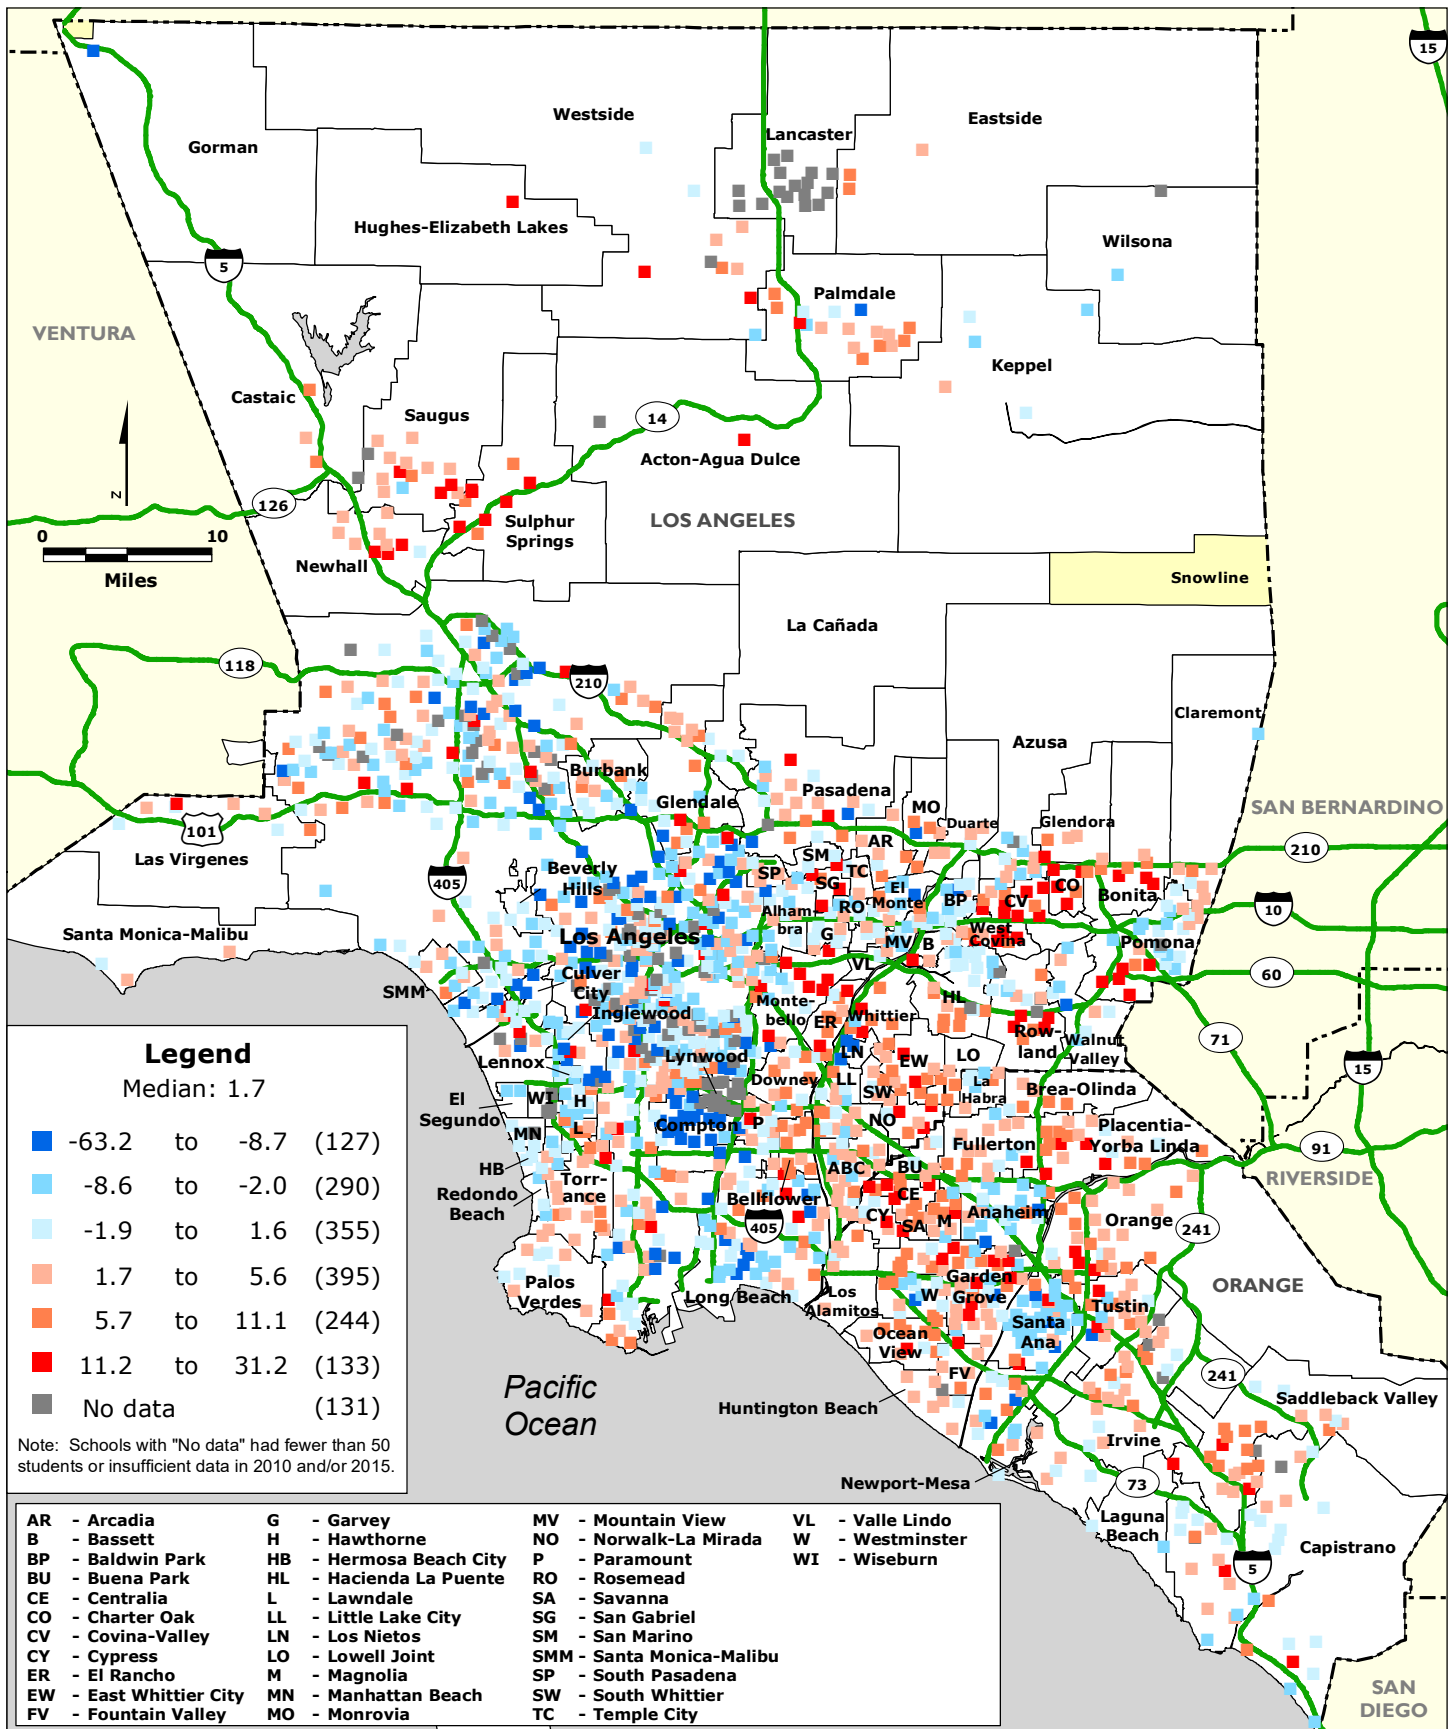 15
Westside
Lancaster
Eastside
Gorman
Hughes-Elizabeth Lakes
Wilsona
5
Palmdale
VENTURA
Keppel
Castaic
Saugus
14
Acton-Agua Dulce
N
126
Sulphur
Springs
LOS ANGELES
0 10
Miles
Newhall
Snowline
La Cañada
118
210
Claremont
Azusa
Burbank
Pasadena
Glendale
MO
Duarte
Glendora
SAN BERNARDINO
101
Las Virgenes
AR
SM
TC
210
405
Beverly
Hills
SP
SG
El
Monte
CO
CV
Bonita
BP
RO
10
Alham-
bra
G
West
Covina
Santa Monica-Malibu
Los Angeles
MV
B
Pomona
VL
60
Culver
City
SMM
Inglewood
Monte-
bello
HL
ER
Whittier
Row-
land
71
Walnut
Valley
Lennox
Lynwood
LN
EW
LO
15
Downey
LL
SW
La
Habra
Brea-Olinda
El
Segundo
WI
H
Compton
P
NO
MN
L
Fullerton
Placentia-
Yorba Linda
91
HB
ABC
BU
RIVERSIDE
Redondo
Beach
Torr-
ance
Bellflower
CE
CY
SA
M
Anaheim
Orange
405
241
Palos
Verdes
Garden
Grove
ORANGE
Long Beach
Los
Alamitos
W
Tustin
Santa
Ana
Ocean
View
FV
241
Saddleback Valley
Pacific
Ocean
Huntington Beach
Irvine
Newport-Mesa
73
Laguna
Beach
Capistrano
5
SAN
DIEGO
Legend
Median: 1.7
-63.2 to -8.7 (127)
-8.6 to -2.0 (290)
-1.9 to 1.6 (355)
1.7 to 5.6 (395)
5.7 to 11.1 (244)
11.2 to 31.2 (133)
No data (131)
Note: Schools with "No data" had fewer than 50
students or insufficient data in 2010 and/or 2015.
AR - Arcadia
B - Bassett
BP - Baldwin Park
BU - Buena Park
CE - Centralia
CO - Charter Oak
CV - Covina-Valley
CY - Cypress
ER - El Rancho
EW - East Whittier City
FV - Fountain Valley
G - Garvey
H - Hawthorne
HB - Hermosa Beach City
HL - Hacienda La Puente
L - Lawndale
LL - Little Lake City
LN - Los Nietos
LO - Lowell Joint
M - Magnolia
MN - Manhattan Beach
MO - Monrovia
MV - Mountain View
NO - Norwalk-La Mirada
P - Paramount
RO - Rosemead
SA - Savanna
SG - San Gabriel
SM - San Marino
SMM - Santa Monica-Malibu
SP - South Pasadena
SW - South Whittier
TC - Temple City
VL - Valle Lindo
W - Westminster
WI - Wiseburn